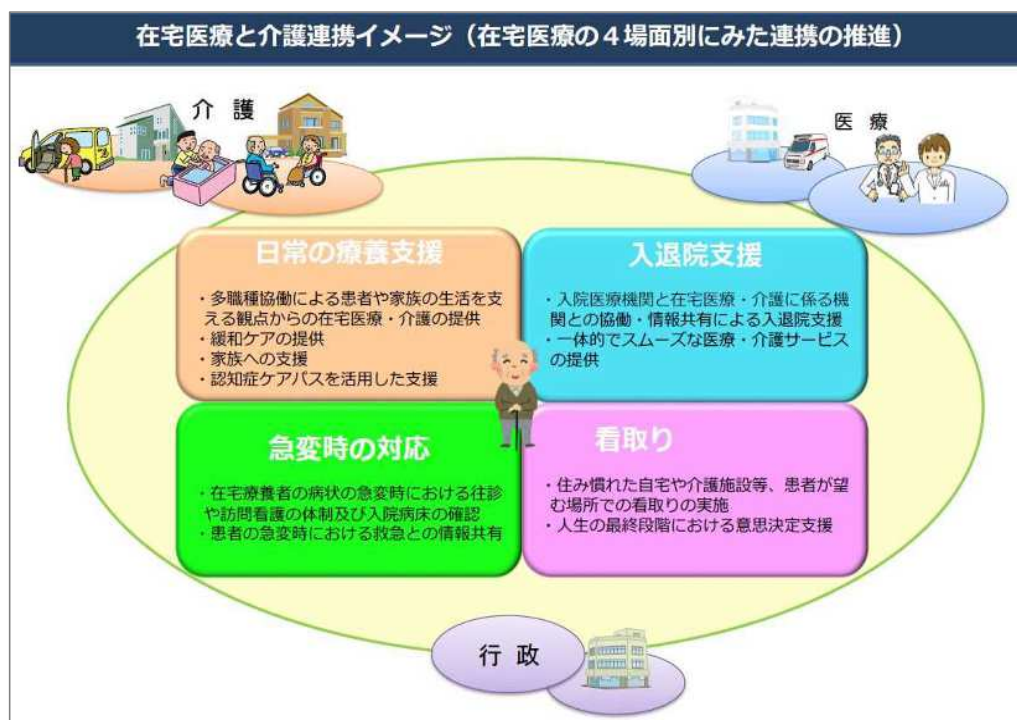 在宅医療と介護連携イメージ（在宅医療の４場面別にみた連携の推進）
介 護
医 療
日常の療養支援
・多職種協働による患者や家族の生活を支
える観点からの在宅医療・介護の提供
・緩和ケアの提供
・家族への支援
・認知症ケアパスを活用した支援
入退院支援
・入院医療機関と在宅医療・介護に係る機
関との協働・情報共有による入退院支援
・一体的でスムーズな医療・介護サービス
の提供
急変時の対応
・在宅療養者の病状の急変時における往診
や訪問看護の体制及び入院病床の確認
・患者の急変時における救急との情報共有
看取り
・住み慣れた自宅や介護施設等、患者が望
む場所での看取りの実施
・人生の最終段階における意思決定支援
行 政